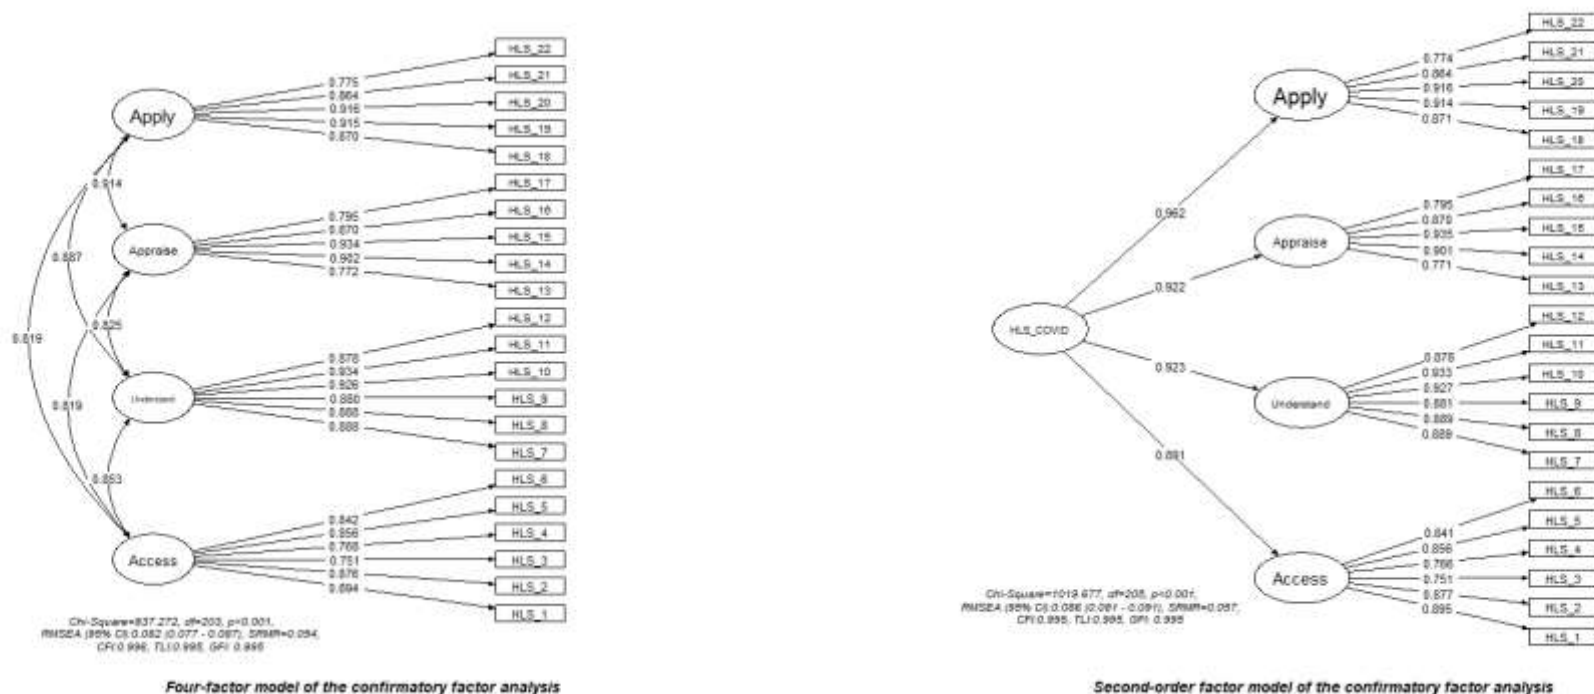 HLS_22
0.775
HLS_21
0.864
HLS_20
0.916
Apply
HLS_19
0.915
HLS_18
0.870
0.914
HLS_17
0.795
HLS_16
0.870
HLS_15
0.934
Appraise
HLS_14
0.902
HLS_13
0.772
0.887
0.825
0.819
0.819
HLS_12
0.878
HLS_11
0.934
HLS_10
0.926
Understand
HLS_9
0.880
HLS_8
0.888
HLS_7
0.888
0.853
HLS_6
0.842
HLS_5
0.856
HLS_4
0.768
Access
HLS_3
0.751
HLS_2
0.876
HLS_1
0.894
Chi-Square=937.272, df=203, p=0.001,
RMSEA (95% CI):0.082 (0.077 - 0.087), SRMR=0.054,
CFI:0.996, TLI:0.995, GFI: 0.995
Four-factor model of the confirmatory factor analysis
HLS_22
0.774
HLS_21
0.864
HLS_20
0.916
Apply
HLS_19
0.914
HLS_18
0.871
0.962
HLS_17
0.795
HLS_16
0.870
HLS_15
0.935
Appraise
HLS_14
0.901
HLS_13
0.771
0.922
HLS_COVID
0.923
HLS_12
0.878
HLS_11
0.933
HLS_10
0.927
Understand
HLS_9
0.881
HLS_8
0.889
HLS_7
0.889
0.891
HLS_6
0.841
HLS_5
0.856
HLS_4
0.766
Access
HLS_3
0.751
HLS_2
0.877
HLS_1
0.895
Chi-Square=1019.677, df=205, p=0.001,
RMSEA (95% CI):0.086 (0.081 - 0.091), SRMR=0.057,
CFI:0.995, TLI:0.995, GFI: 0.995
Second-order factor model of the confirmatory factor analysis